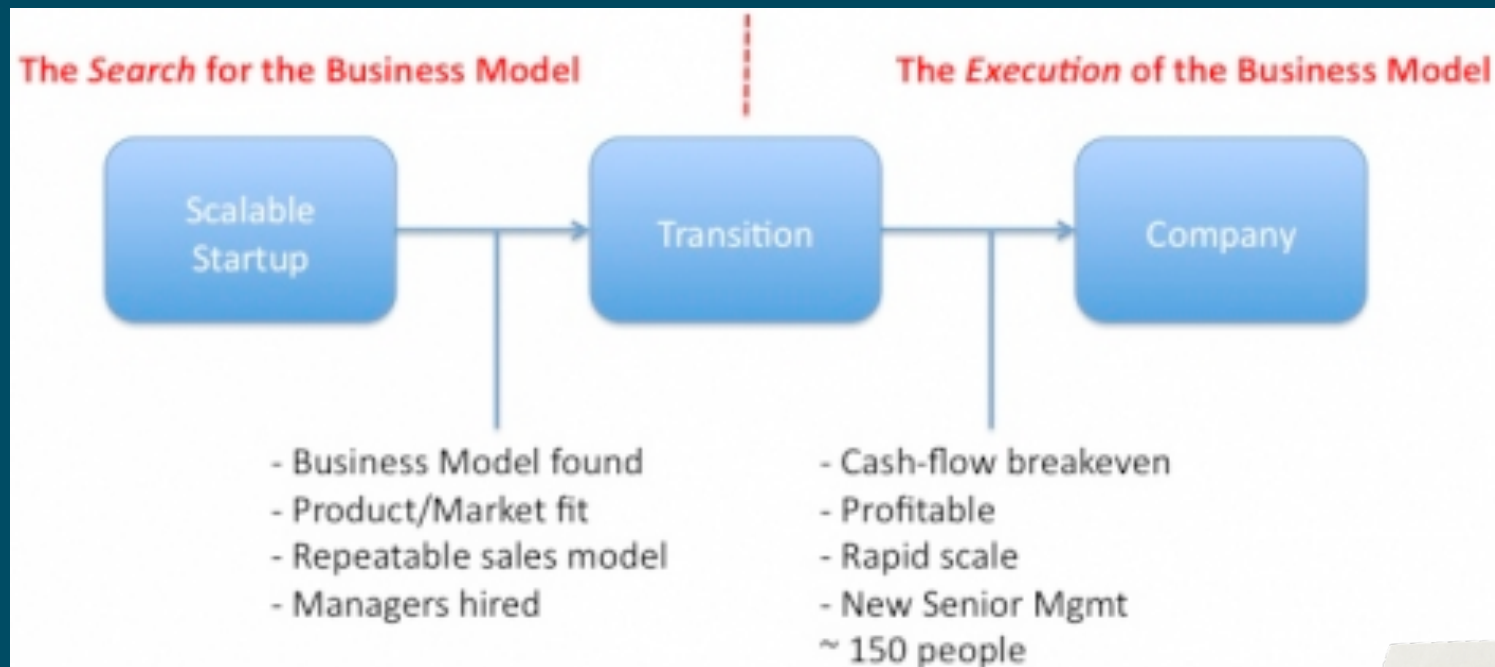 The Search for the Business Model
The Execution of the Business Model
Scalable
Startup
Transition
Company
- Business Model found
- Product/Market fit
- Repeatable sales model
- Managers hired
- Cash-flow breakeven
- Profitable
- Rapid scale
- New Senior Mgmt
~ 150 people